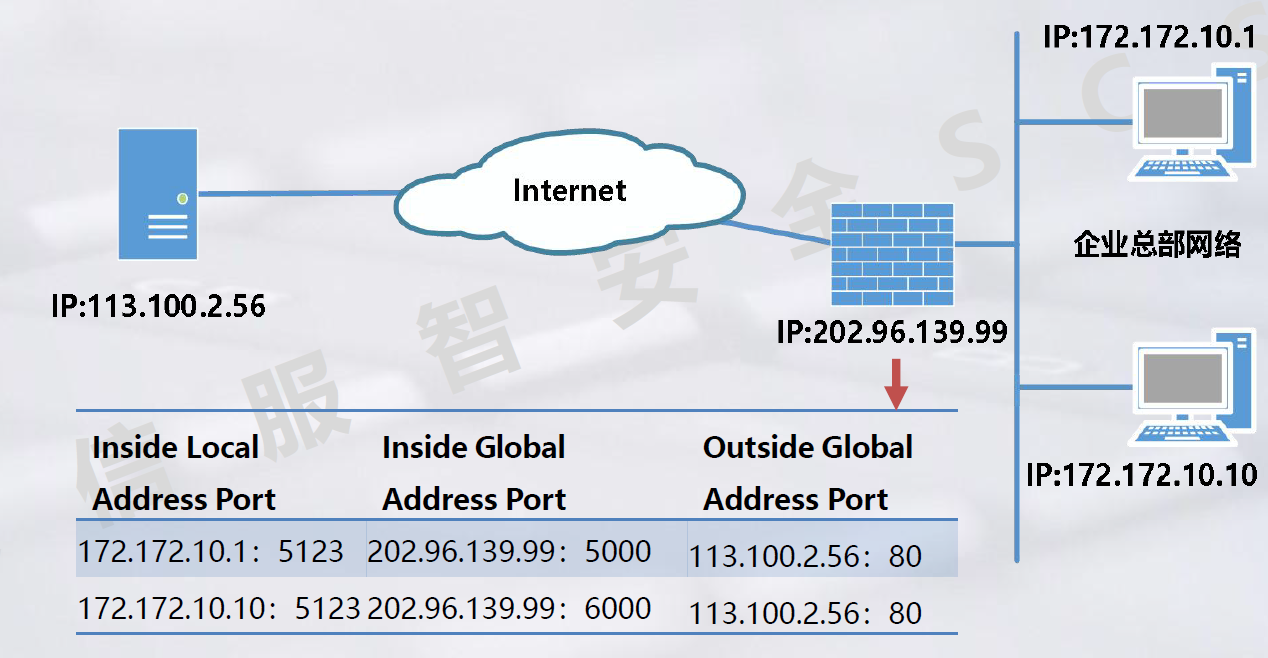 IP:172.172.10.1
Internet
企业总部网络
IP:113.100.2.56
IP:202.96.139.99
IP:172.172.10.10
Inside Local Address Port
Inside Global Address Port
Outside Global Address Port
172.172.10.1：5123 202.96.139.99：5000 113.100.2.56：80
172.172.10.10：5123 202.96.139.99：6000 113.100.2.56：80
信服智安全 S C S